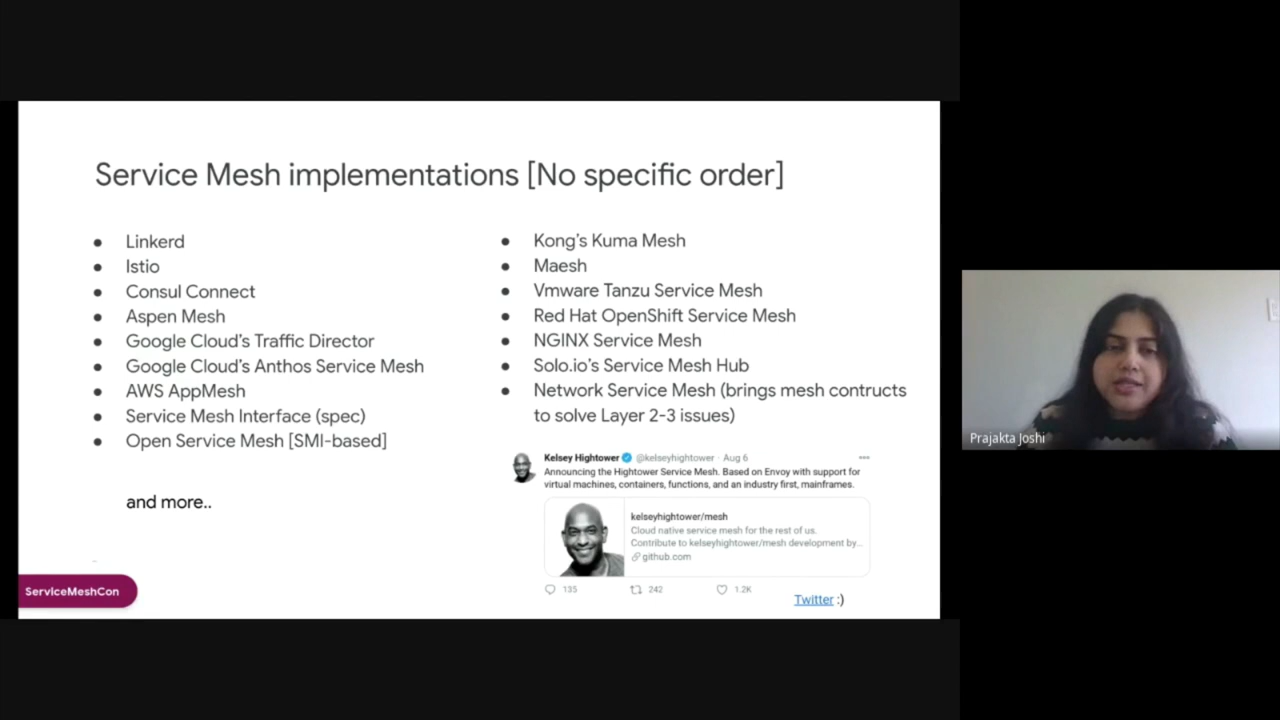 Service Mesh implementations [No specific order]
Linkerd
Istio
Consul Connect
Aspen Mesh
Google Cloud's Traffic Director
Google Cloud's Anthos Service Mesh
AWS AppMesh
Service Mesh Interface (spec)
Open Service Mesh [SMI-based]
and more..
Kong's Kuma Mesh
Maesh
Vmware Tanzu Service Mesh
Red Hat OpenShift Service Mesh
NGINX Service Mesh
Solo.io's Service Mesh Hub
Network Service Mesh (brings mesh contructs
to solve Layer 2-3 issues)
Kelsey Hightower @kelseyhightower · Aug 6
Announcing the Hightower Service Mesh. Based on Envoy with support for
virtual machines, containers, functions, and an industry first, mainframes.
kelseyhightower/mesh
Cloud native service mesh for the rest of us.
Contribute to kelseyhightower/mesh development by...
github.com
135 242 1.2K
Twitter :)
ServiceMeshCon
Prajakta Joshi